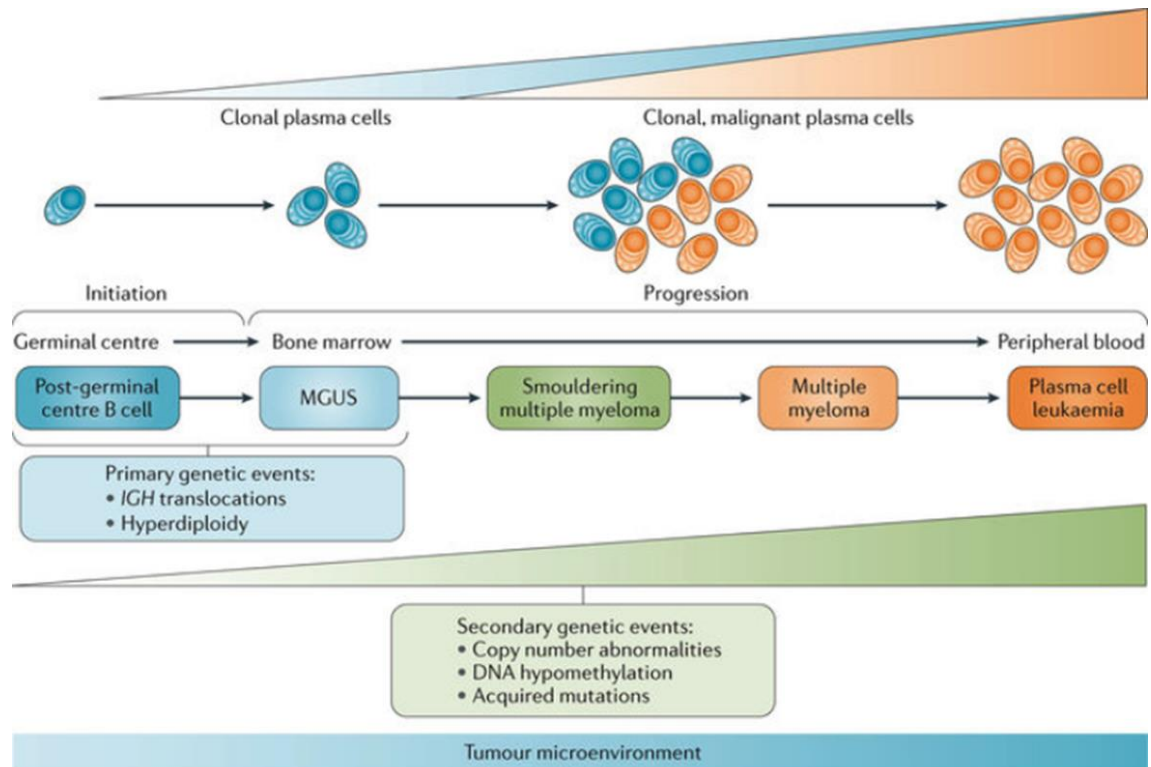 Clonal plasma cells
Clonal, malignant plasma cells
Initiation
Progression
Germinal centre
Bone marrow
Peripheral blood
Post-germinal
centre B cell
MGUS
Smouldering
multiple myeloma
Multiple
myeloma
Plasma cell
leukaemia
Primary genetic events:
• IGH translocations
• Hyperdiploidy
Secondary genetic events:
• Copy number abnormalities
• DNA hypomethylation
• Acquired mutations
Tumour microenvironment